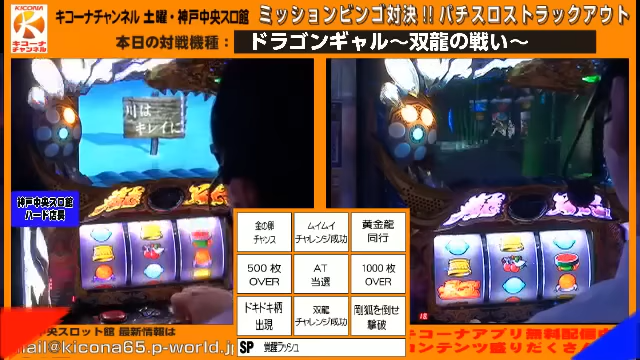 KICONA
キコーナ
チャンネル
キコーナチャンネル 土曜・神戸中央スロ館 ミッションビンゴ対決!! パチスロストラックアウト
本日の対戦機種： ドラゴンギャル～双龍の戦い～
川は
キレイに
神戸中央スロ館
ハード店長
金の卵
チャンス
ムイムイ
チャレンジ成功
黄金龍
同行
500 枚
OVER
AT
当選
1000 枚
OVER
ドキドキ柄
出現
双龍
チャレンジ成功
剛狐を倒せ
撃破
SP 覚醒ラッシュ
中央スロット館 最新情報は
mail@kicona65.p-world.jp
キコーナアプリ無料配信中
コンテンツ盛りだくさん